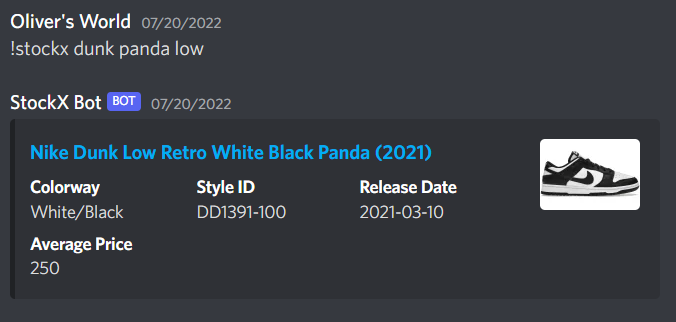 Oliver's World 07/20/2022
!stockx dunk panda low
StockX Bot BOT 07/20/2022
Nike Dunk Low Retro White Black Panda (2021)
Colorway Style ID Release Date
White/Black DD1391-100 2021-03-10
Average Price
250